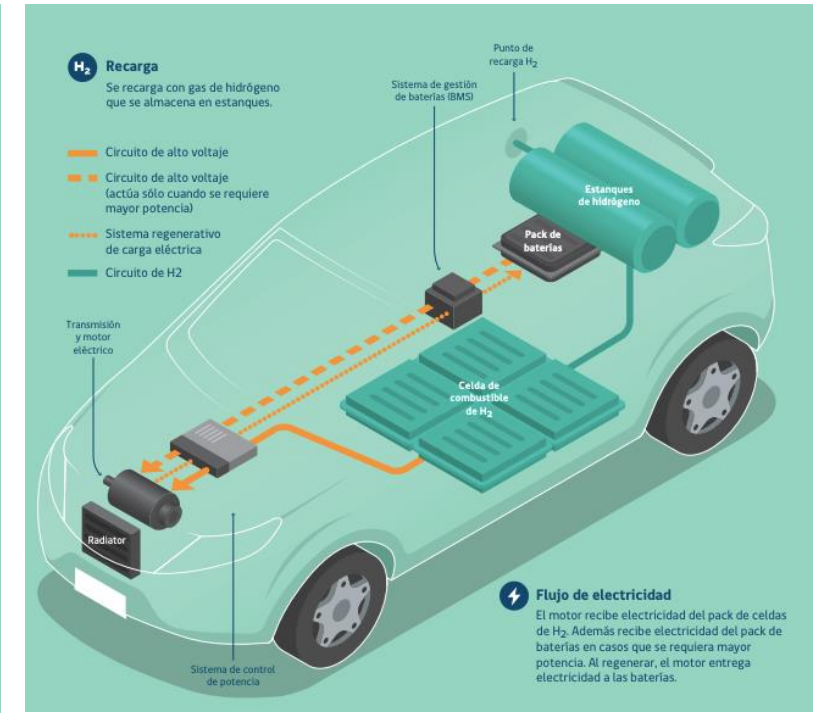 H₂ Recarga
Se recarga con gas de hidrógeno
que se almacena en estanques.
Circuito de alto voltaje
Circuito de alto voltaje
(actúa sólo cuando se requiere
mayor potencia)
Sistema regenerativo
de carga eléctrica
Circuito de H2
Punto de
recarga H₂
Sistema de gestión
de baterías (BMS)
Estanques
de hidrógeno
Pack de
baterías
Transmisión
y motor
eléctrico
Celda de
combustible
de H₂
Radiator
Sistema de control
de potencia
Flujo de electricidad
El motor recibe electricidad del pack de celdas
de H₂. Además recibe electricidad del pack de
baterías en casos que se requiera mayor
potencia. Al regenerar, el motor entrega
electricidad a las baterías.